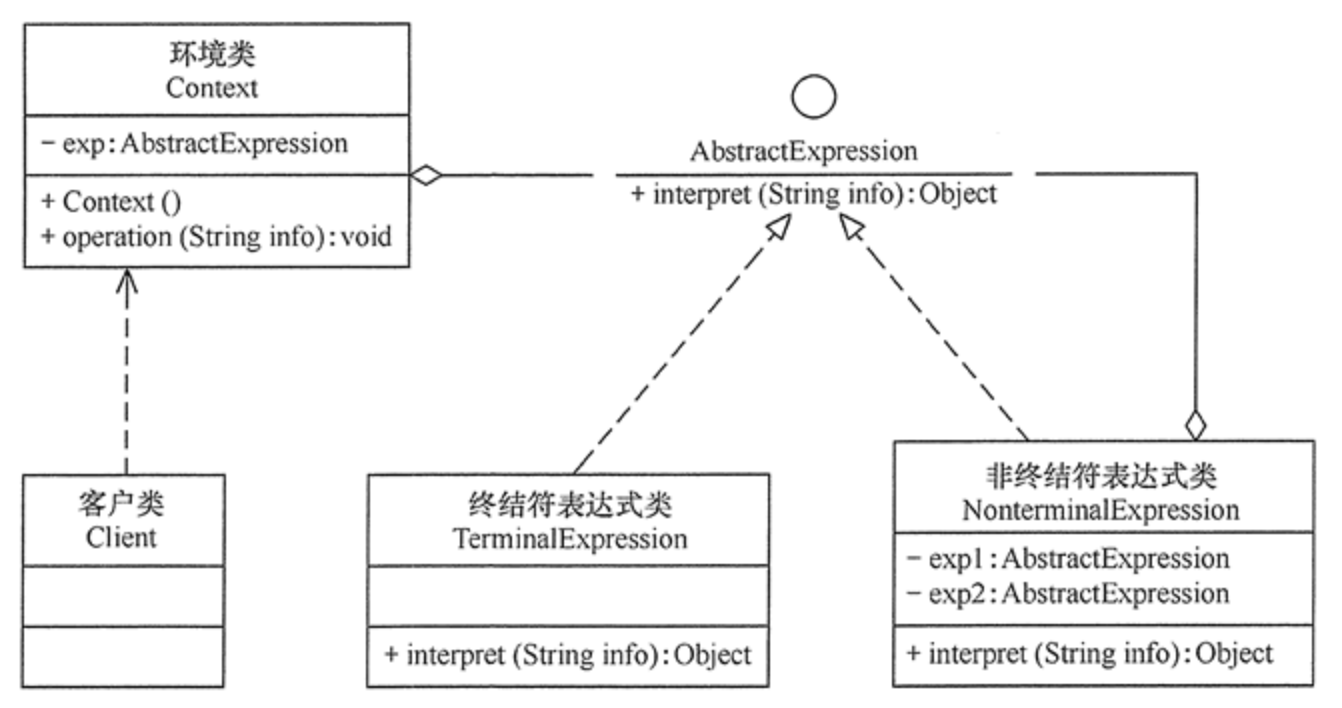 环境类
Context
- exp:AbstractExpression
+ Context ()
+ operation (String info):void
AbstractExpression
+ interpret (String info):Object
客户类
Client
终结符表达式类
TerminalExpression
+ interpret (String info):Object
非终结符表达式类
NonterminalExpression
- exp1:AbstractExpression
- exp2:AbstractExpression
+ interpret (String info):Object